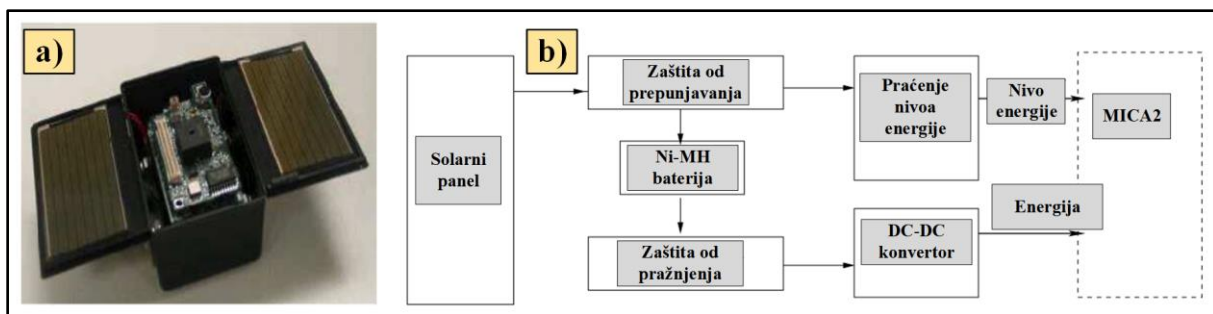 a)
b)
Solarni
panel
Zaštita od
prepunjavanja
Ni-MH
baterija
Zaštita od
pražnjenja
Praćenje
nivoa
energije
DC-DC
konvertor
Nivo
energije
Energija
MICA2